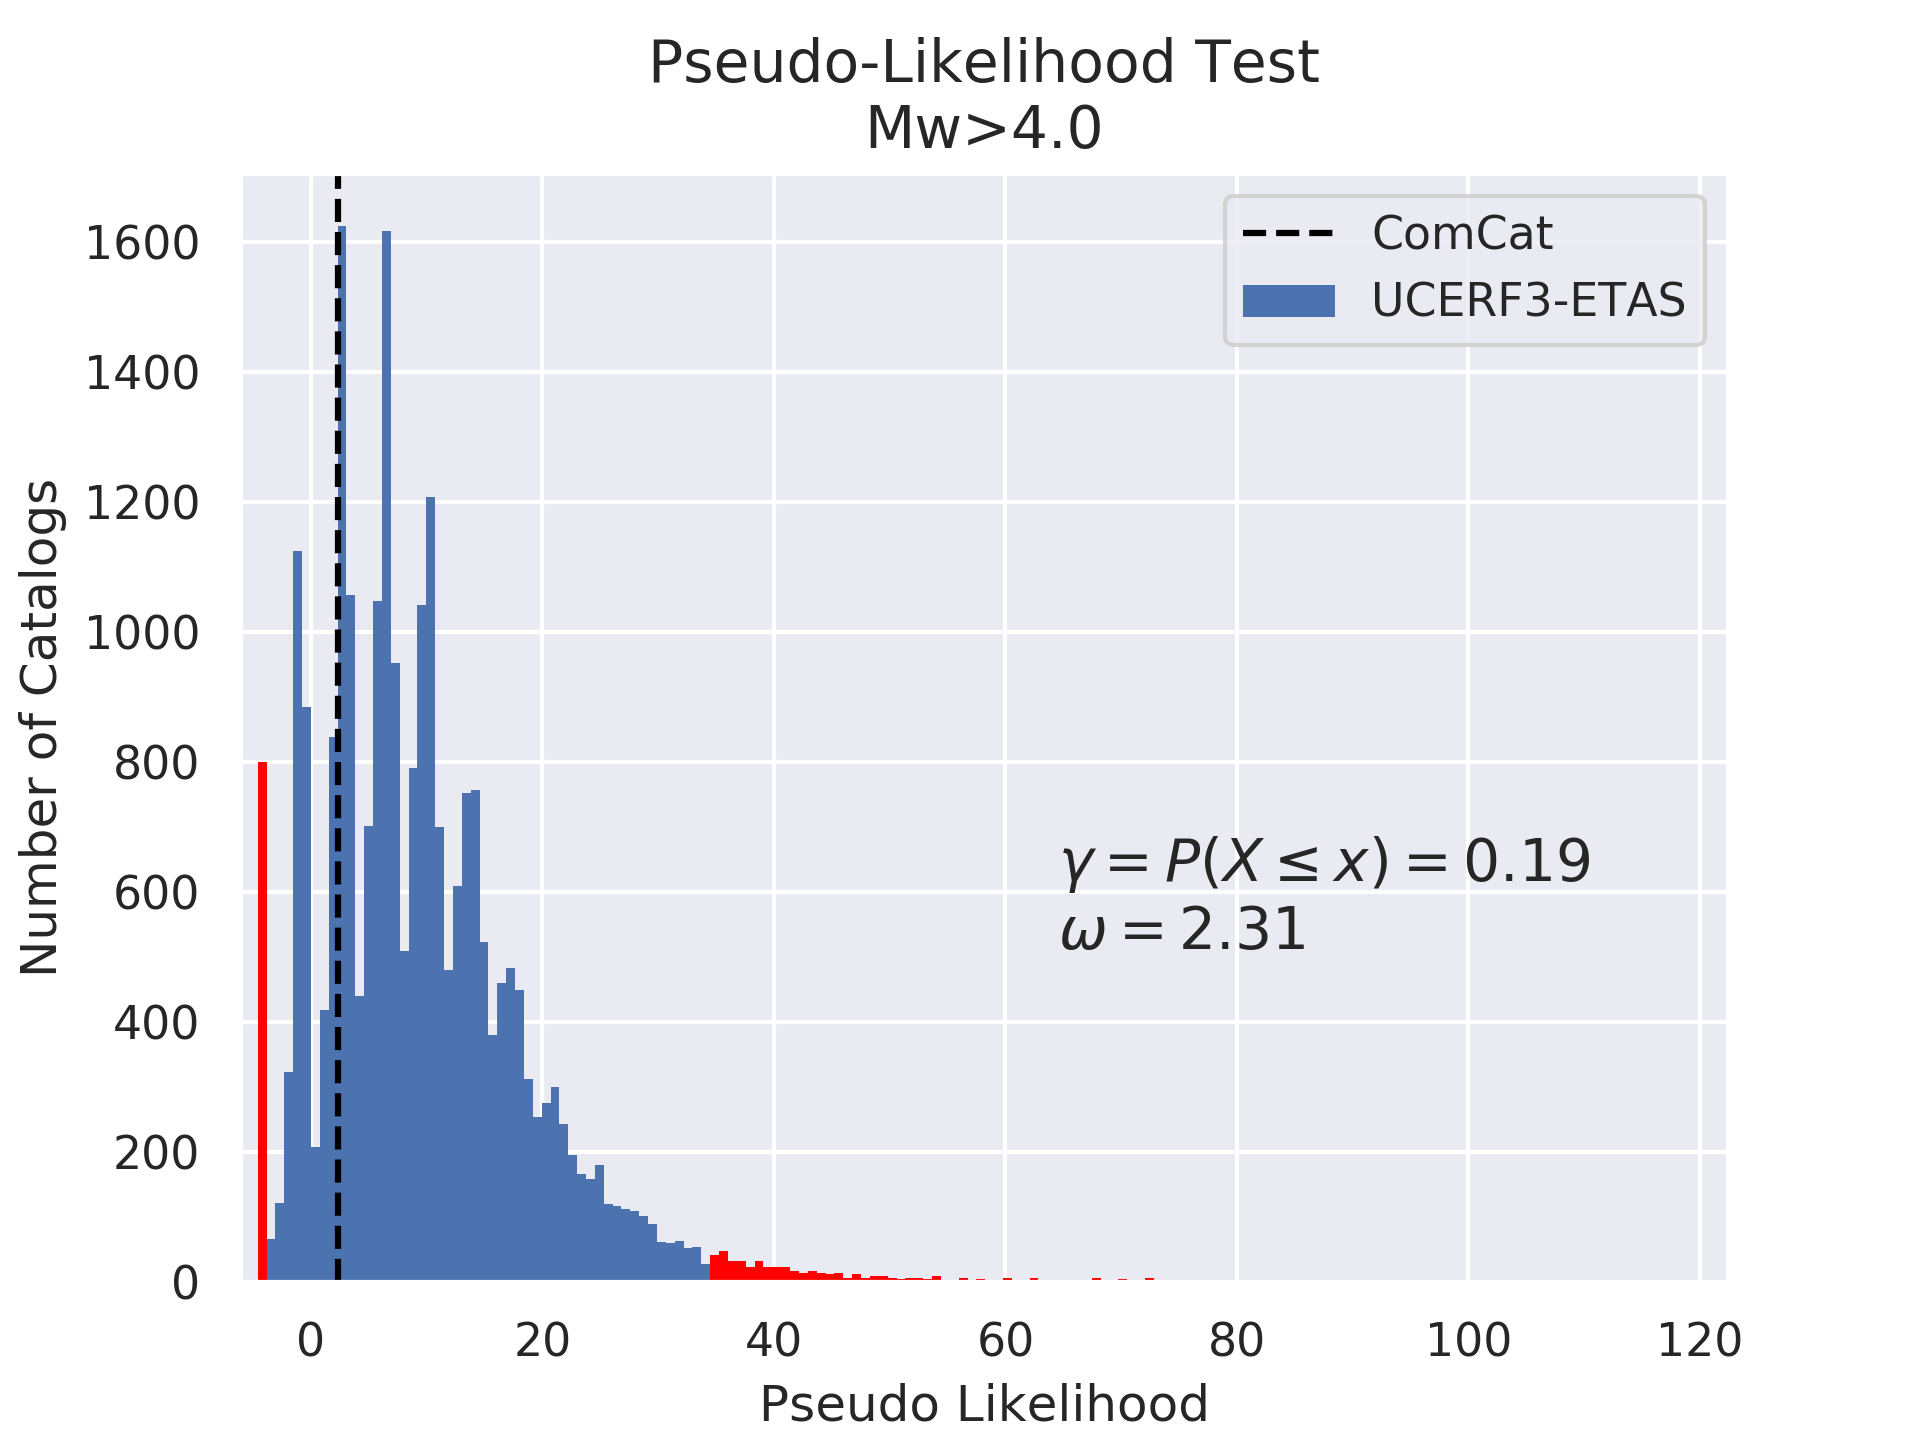 Pseudo-Likelihood Test
Mw>4.0
ComCat
UCERF3-ETAS
1600
1400
1200
1000
800
600
400
200
0
Number of Catalogs
γ = P(X ≤ x) = 0.19
ω = 2.31
0 20 40 60 80 100 120
Pseudo Likelihood